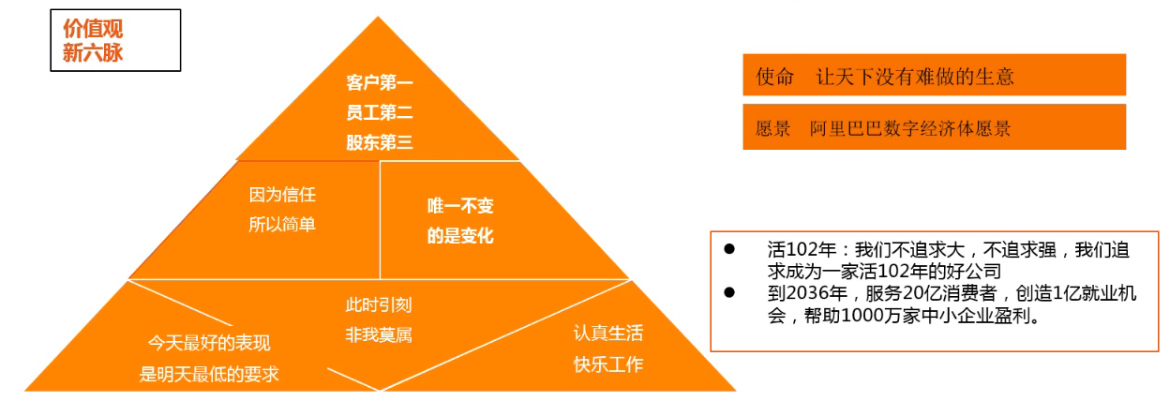 价值观
新六脉
客户第一
员工第二
股东第三
因为信任
所以简单
唯一不变
的是变化
此时引刻
非我莫属
今天最好的表现
是明天最低的要求
认真生活
快乐工作
使命 让天下没有难做的生意
愿景 阿里巴巴数字经济体愿景
● 活102年：我们不追求大，不追求强，我们追
求成为一家活102年的好公司
● 到2036年，服务20亿消费者，创造1亿就业机
会，帮助1000万家中小企业盈利。